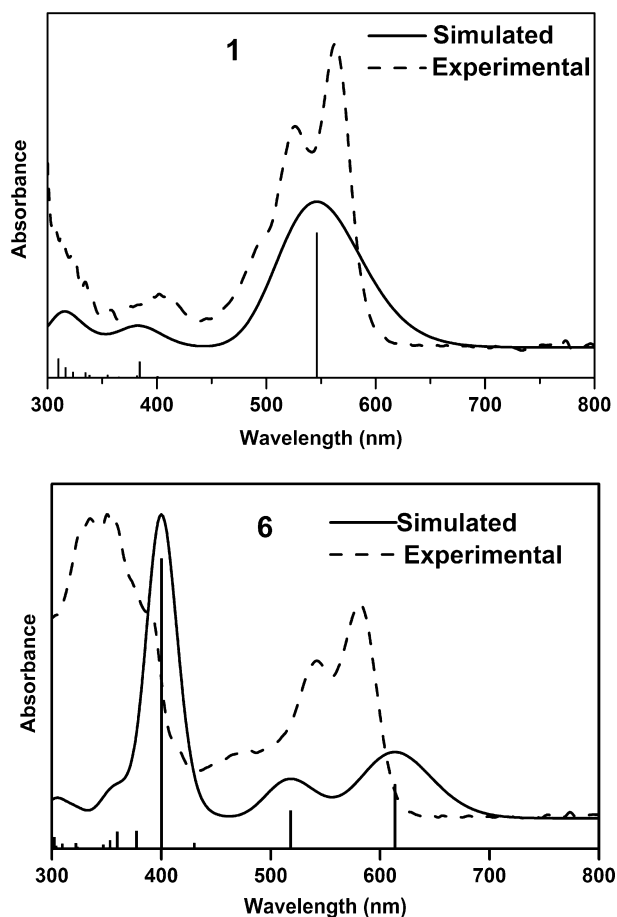 1
Simulated
Experimental
Absorbance
300 400 500 600 700 800
Wavelength (nm)
6
Simulated
Experimental
Absorbance
300 400 500 600 700 800
Wavelength (nm)